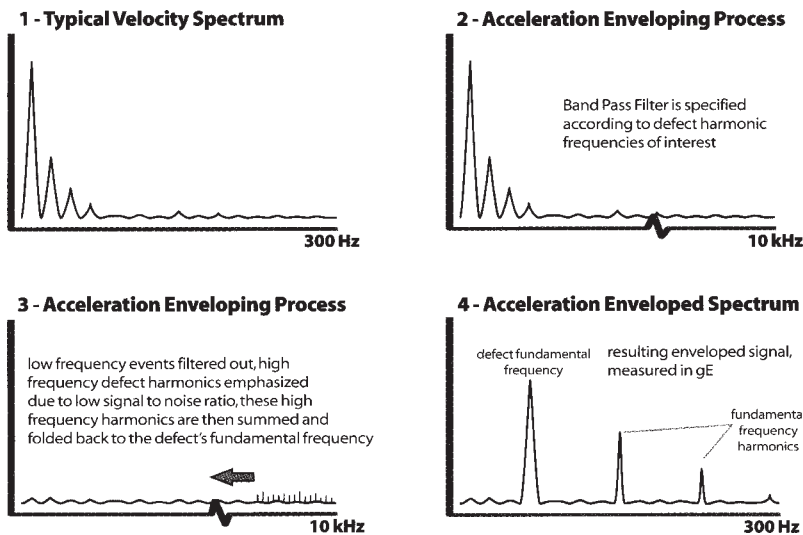 1 - Typical Velocity Spectrum
300 Hz
2 - Acceleration Enveloping Process
Band Pass Filter is specified
according to defect harmonic
frequencies of interest
10 kHz
3 - Acceleration Enveloping Process
low frequency events filtered out, high
frequency defect harmonics emphasized
due to low signal to noise ratio, these high
frequency harmonics are then summed and
folded back to the defect's fundamental frequency
10 kHz
4 - Acceleration Enveloped Spectrum
defect fundamental
frequency
resulting enveloped signal,
measured in gE
fundamenta
frequency
harmonics
300 Hz